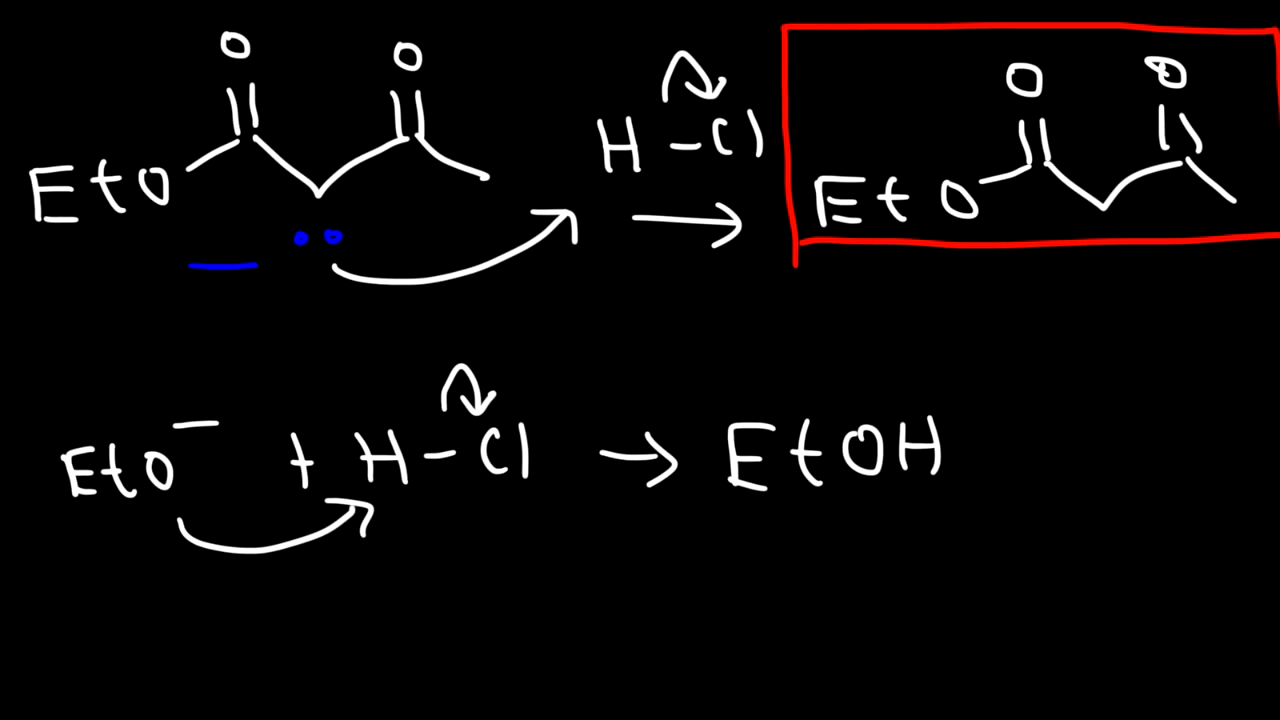 O O O O
EtO H-Cl → EtO
EtO⁻ + H-Cl → EtOH